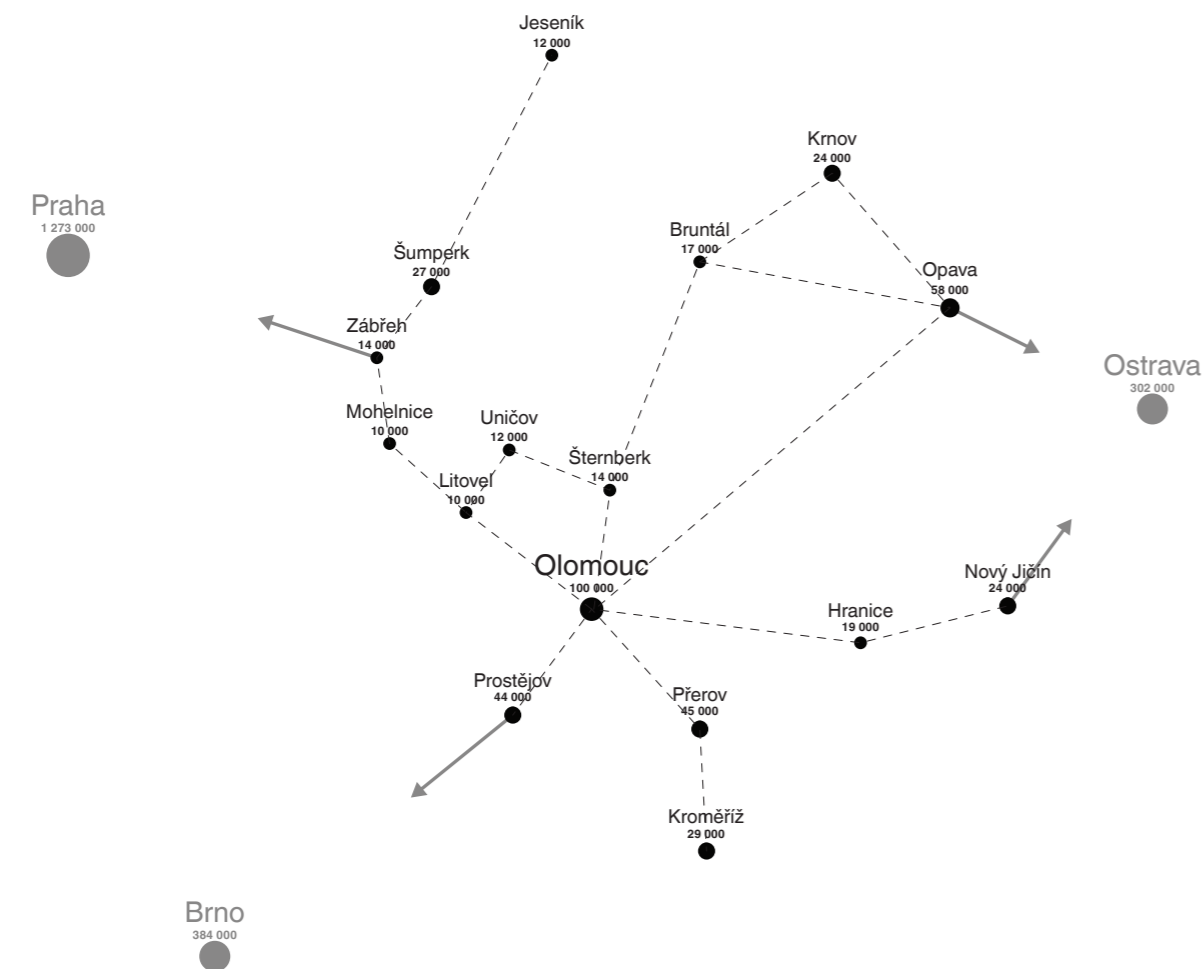 Jeseník
12 000
Krnov
24 000
Praha
1 273 000
Bruntál
17 000
Šumperk
27 000
Opava
58 000
Zábřeh
14 000
Ostrava
302 000
Mohelnice
10 000
Uničov
12 000
Šternberk
14 000
Litovel
10 000
Olomouc
100 000
Nový Jičín
24 000
Hranice
19 000
Prostějov
44 000
Přerov
45 000
Kroměříž
29 000
Brno
384 000